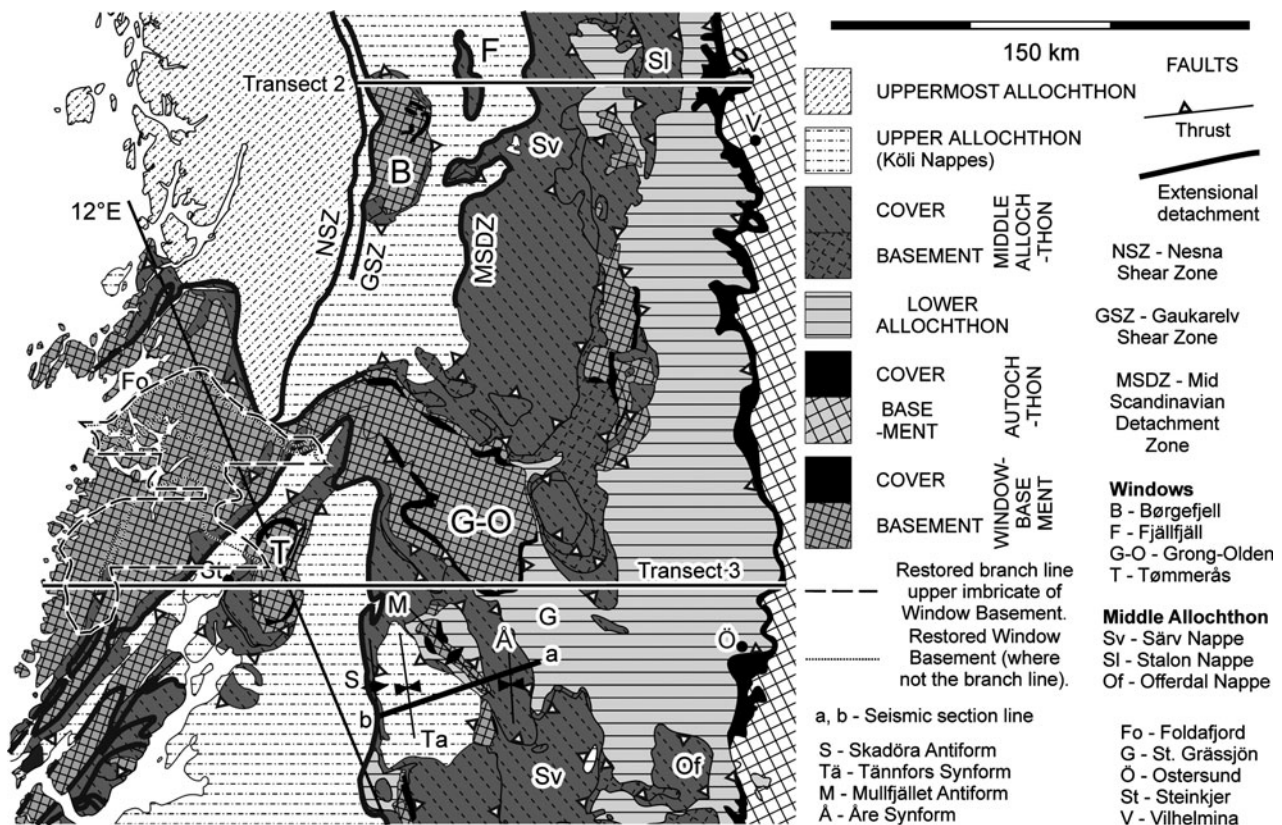 F
Sl
Transect 2
V
Sv
B
12°E
NSZ
GSZ
MSDZ
Fo
G-O
T
St
Transect 3
M
G
Å
Ö
a
S
b
Ta
Sv
Of
150 km
UPPERMOST ALLOCHTHON
UPPER ALLOCHTHON
(Köli Nappes)
COVER
BASEMENT
MIDDLE
ALLOCH
-THON
LOWER
ALLOCHTHON
COVER
BASE
-MENT
AUTOCH
-THON
COVER
BASEMENT
WINDOW-
BASE
MENT
Restored branch line
upper imbricate of
Window Basement.
Restored Window
Basement (where
not the branch line).
a, b - Seismic section line
S - Skadöra Antiform
Tä - Tännfors Synform
M - Mullfjället Antiform
Å - Åre Synform
FAULTS
Thrust
Extensional
detachment
NSZ - Nesna
Shear Zone
GSZ - Gaukarelv
Shear Zone
MSDZ - Mid
Scandinavian
Detachment
Zone
Windows
B - Børgefjell
F - Fjällfjäll
G-O - Grong-Olden
T - Tømmerås
Middle Allochthon
Sv - Särv Nappe
Sl - Stalon Nappe
Of - Offerdal Nappe
Fo - Foldafjord
G - St. Grässjön
Ö - Ostersund
St - Steinkjer
V - Vilhelmina